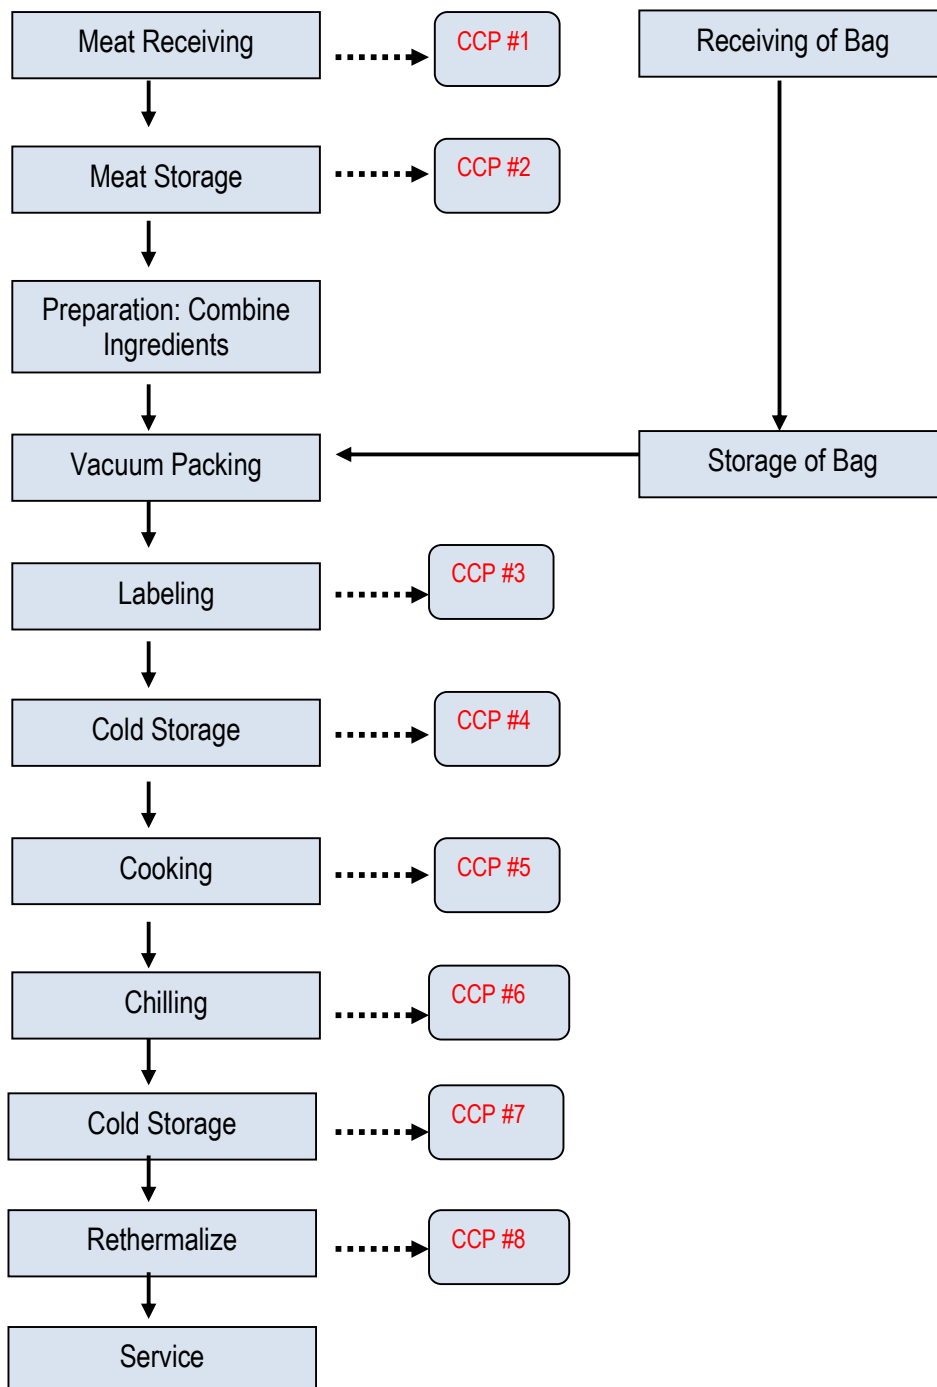 Meat Receiving
CCP #1
Receiving of Bag
Meat Storage
CCP #2
Preparation: Combine
Ingredients
Vacuum Packing
Storage of Bag
Labeling
CCP #3
Cold Storage
CCP #4
Cooking
CCP #5
Chilling
CCP #6
Cold Storage
CCP #7
Rethermalize
CCP #8
Service